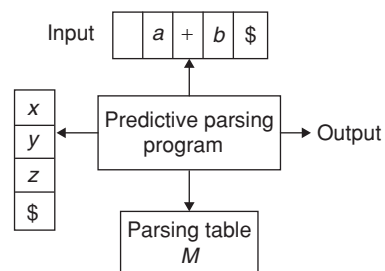 Input a + b $
x
y
z
$
Predictive parsing
program
Output
Parsing table
M